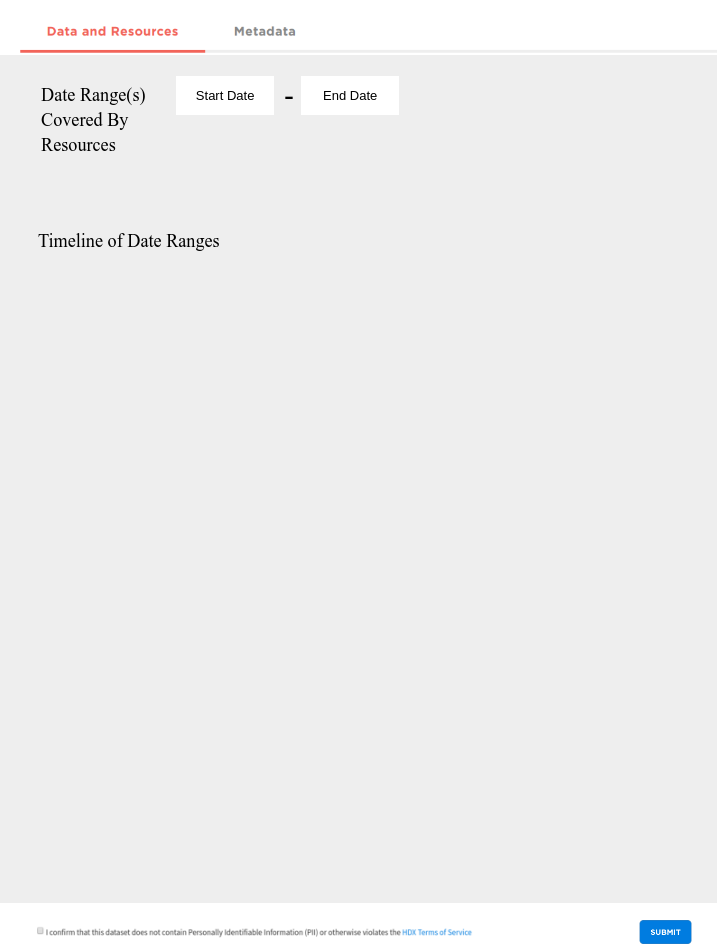 Data and Resources Metadata
Date Range(s) Start Date - End Date
Covered By
Resources
Timeline of Date Ranges
I confirm that this dataset does not contain Personally Identifiable Information (PII) or otherwise violates the HDX Terms of Service SUBMIT